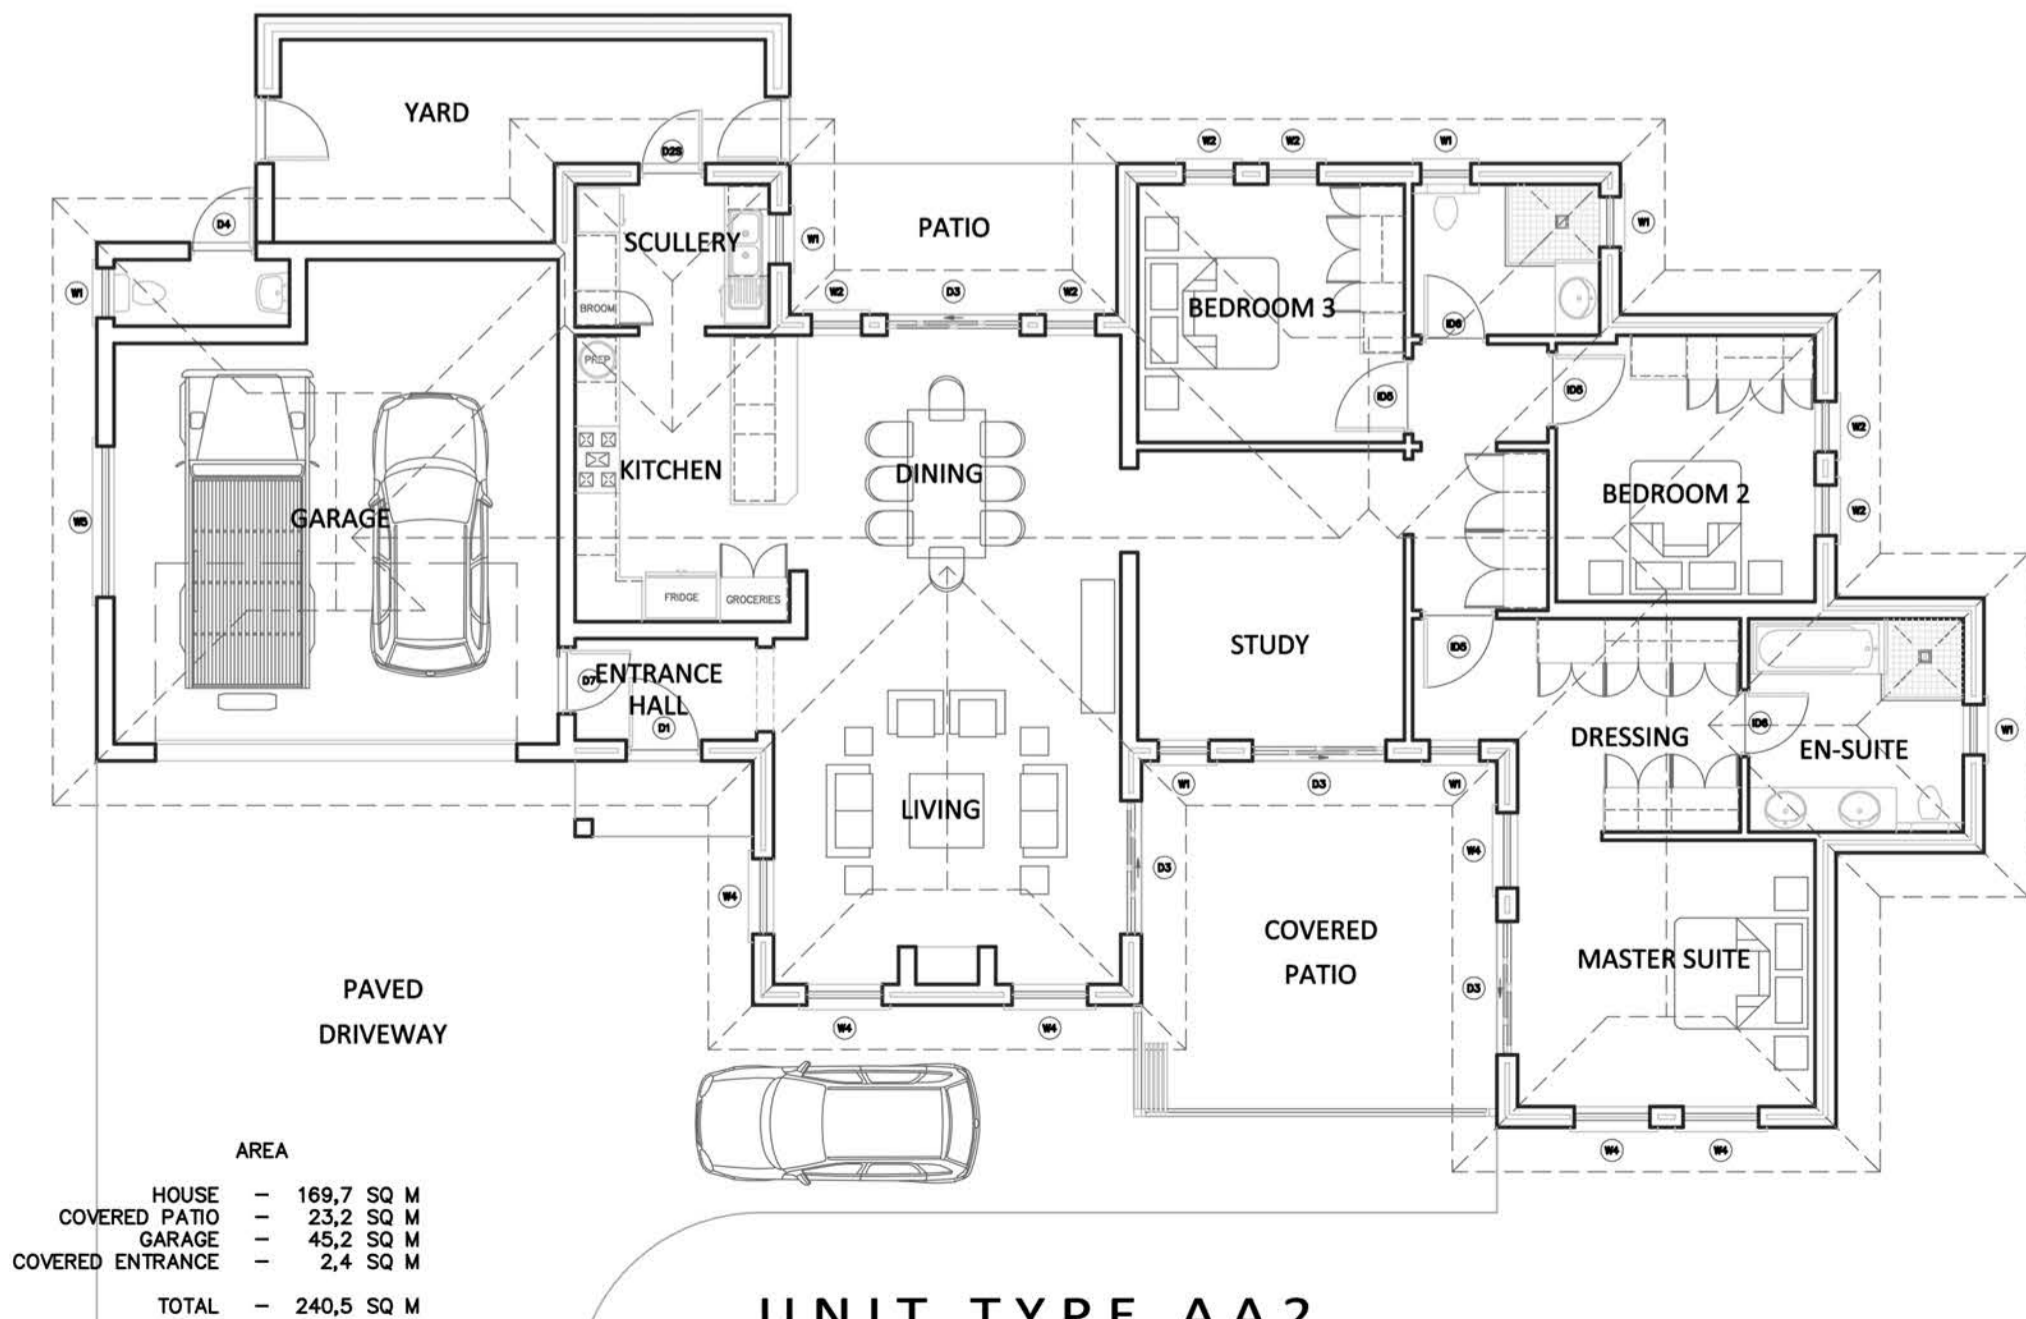 YARD
D2S
W2
W2
W1
D4
SCULLERY
W1
PATIO
W1
W1
W2
D3
W2
BROOM
BEDROOM 3
ID6
PREP
ID5
ID5
W2
KITCHEN
DINING
BEDROOM 2
W5
GARAGE
W2
FRIDGE
GROCERIES
STUDY
ID5
D7
ENTRANCE
HALL
D1
DRESSING
ID6
EN-SUITE
W1
W1
D3
W1
LIVING
W4
D3
W4
COVERED
PATIO
D3
MASTER SUITE
PAVED
DRIVEWAY
W4
W4
W4
W4
AREA
HOUSE - 169,7 SQ M
COVERED PATIO - 23,2 SQ M
GARAGE - 45,2 SQ M
COVERED ENTRANCE - 2,4 SQ M
TOTAL - 240,5 SQ M
UNIT TYPE AA2